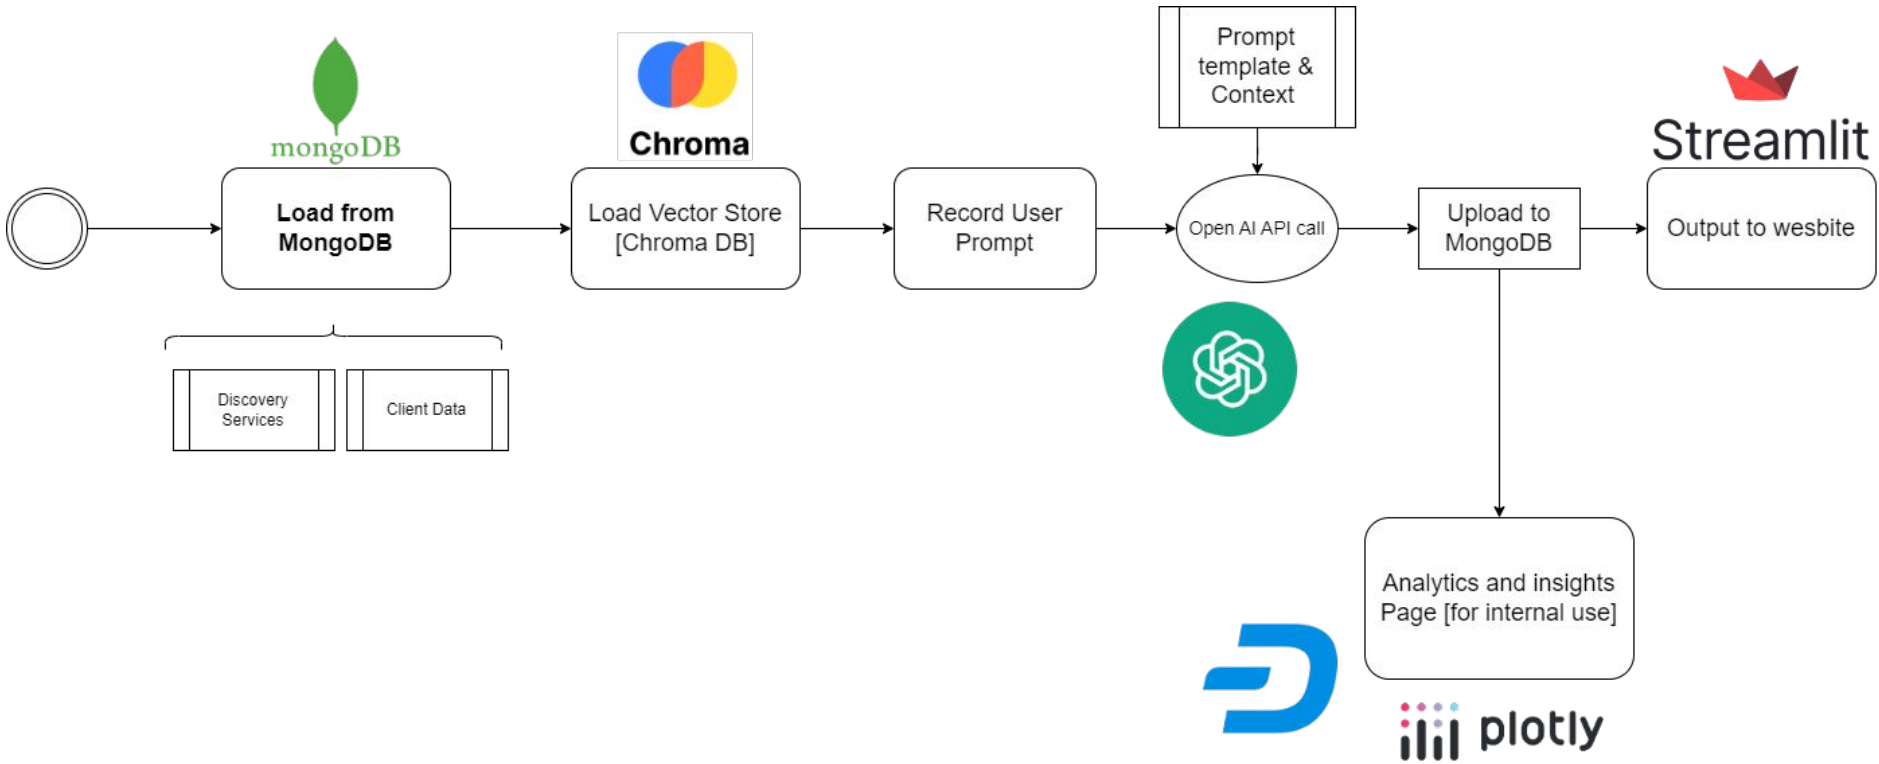 mongoDB
Load from
MongoDB
Discovery
Services
Client Data
Chroma
Load Vector Store
[Chroma DB]
Record User
Prompt
Prompt
template &
Context
Open AI API call
Upload to
MongoDB
Streamlit
Output to wesbite
Analytics and insights
Page [for internal use]
plotly